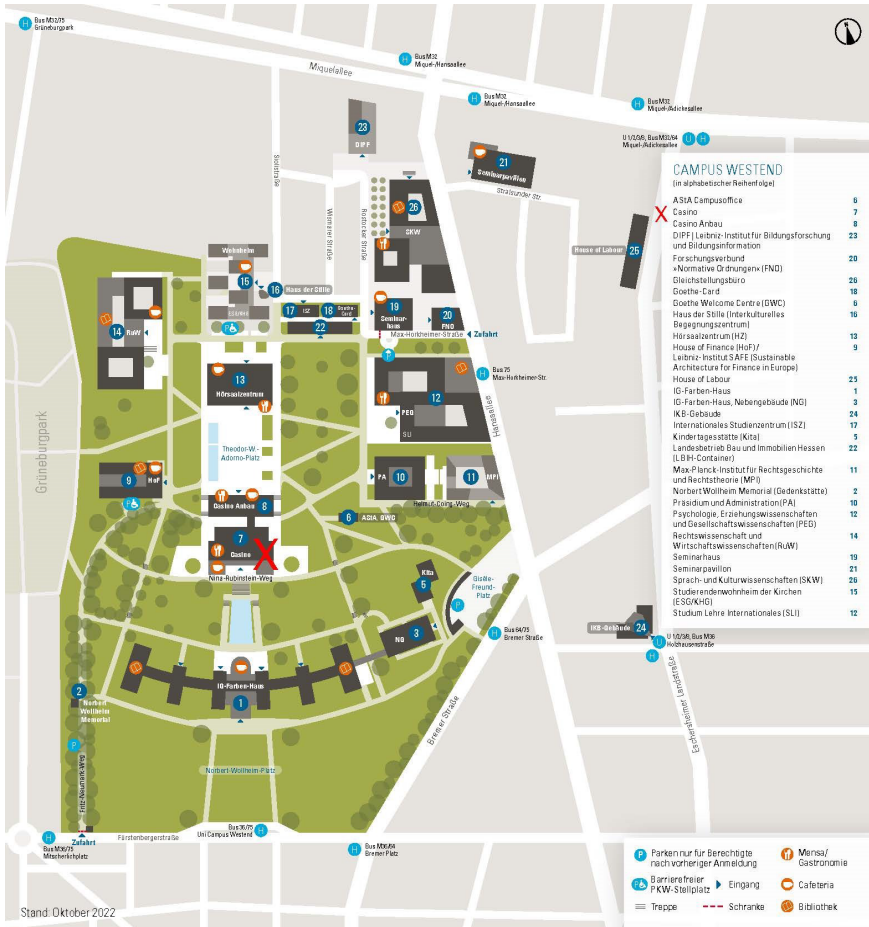 Bus M32/75
Grüneburgpark
Bus M32
Miquel-/Hansaallee
Miquelallee
Bus M32
Miquel-/Hansaallee
Bus M32
Miquel-/Adickesallee
U 1/2/3/8, Bus M32/64
Miquel-/Adickesallee
23
DIPF
21
Seminarpavillon
Stralsunder Str.
Sioli­straße
Wismarer Straße
Rostocker Straße
26
SKW
House of Labour
25
Wohnheim
15
ESG/KHG
16 Haus der Stille
17 ISZ
18 Goethe-
Card
22
19
Seminar-
haus
20
FNO
Max-Horkheimer-Straße
Zufahrt
14 RuW
13
Hörsaalzentrum
Bus 75
Max-Horkheimer-Str.
12
PEG
SLI
Hansaallee
Grüneburgpark
Theodor-W.-
Adorno-Platz
9 HoF
PA 10
11 MPI
Helmut-Coing-Weg
Casino Anbau 8
6 AStA, GWC
7
Casino
X
Nina-Rubinstein-Weg
Kita
5
Gisèle-
Freund-
Platz
3
NG
Bus 64/75
Bremer Straße
IKB-Gebäude 24
U 1/2/3/8, Bus M36
Holzhausenstraße
Eschersheimer Landstraße
IG-Farben-Haus
1
2
Norbert
Wollheim
Memorial
Bremer Straße
Norbert-Wollheim-Platz
Fritz-Neumark-Weg
Zufahrt
Fürstenbergerstraße
Bus 36/75
Uni Campus Westend
Bus M36/75
Mitscherlichplatz
Bus M36/64
Bremer Platz
Stand: Oktober 2022
CAMPUS WESTEND
(in alphabetischer Reihenfolge)
AStA Campusoffice 6
X Casino 7
Casino Anbau 8
DIPF | Leibniz-Institut für Bildungsforschung 23
und Bildungsinformation
Forschungsverbund 20
»Normative Ordnungen« (FNO)
Gleichstellungsbüro 26
Goethe-Card 18
Goethe Welcome Centre (GWC) 6
Haus der Stille (Interkulturelles 16
Begegnungszentrum)
Hörsaalzentrum (HZ) 13
House of Finance (HoF) / 9
Leibniz-Institut SAFE (Sustainable
Architecture for Finance in Europe)
House of Labour 25
IG-Farben-Haus 1
IG-Farben-Haus, Nebengebäude (NG) 3
IKB-Gebäude 24
Internationales Studienzentrum (ISZ) 17
Kindertagesstätte (Kita) 5
Landesbetrieb Bau und Immobilien Hessen 22
(LBIH-Container)
Max-Planck-Institut für Rechtsgeschichte 11
und Rechtstheorie (MPI)
Norbert Wollheim Memorial (Gedenkstätte) 2
Präsidium und Administration (PA) 10
Psychologie, Erziehungswissenschaften 12
und Gesellschaftswissenschaften (PEG)
Rechtswissenschaft und 14
Wirtschaftswissenschaften (RuW)
Seminarhaus 19
Seminarpavillon 21
Sprach- und Kulturwissenschaften (SKW) 26
Studierendenwohnheim der Kirchen 15
(ESG/KHG)
Studium Lehre Internationales (SLI) 12
P Parken nur für Berechtigte
nach vorheriger Anmeldung
Mensa/
Gastronomie
Barrierefreier
PKW-Stellplatz
Eingang
Cafeteria
Treppe
Schranke
Bibliothek